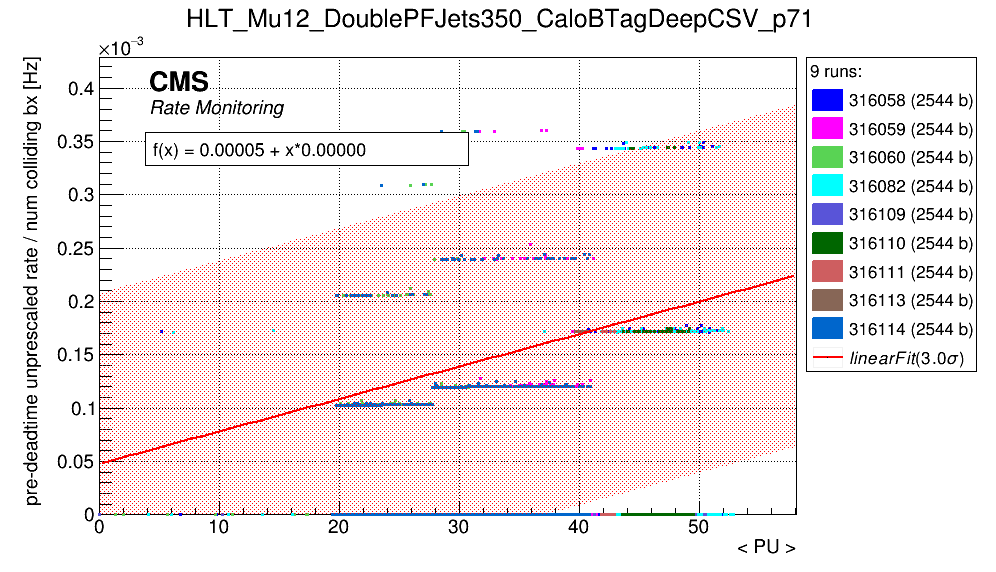 HLT_Mu12_DoublePFJets350_CaloBTagDeepCSV_p71
×10⁻³
pre-deadtime unprescaled rate / num colliding bx [Hz]
0.4
0.35
0.3
0.25
0.2
0.15
0.1
0.05
0
CMS
Rate Monitoring
f(x) = 0.00005 + x*0.00000
0 10 20 30 40 50
< PU >
9 runs:
316058 (2544 b)
316059 (2544 b)
316060 (2544 b)
316082 (2544 b)
316109 (2544 b)
316110 (2544 b)
316111 (2544 b)
316113 (2544 b)
316114 (2544 b)
linearFit(3.0σ)